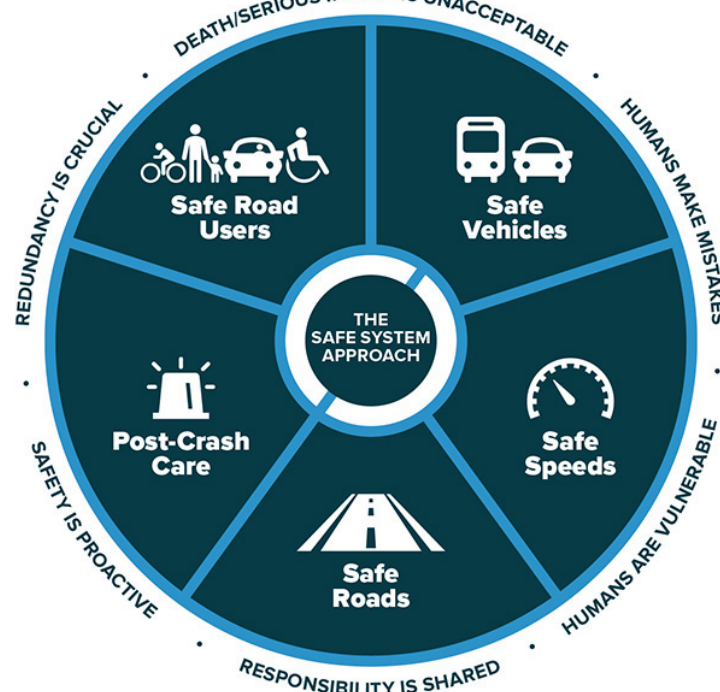 DEATH/SERIOUS
UNACCEPTABLE
HUMANS MAKE MISTAKES
HUMANS ARE VULNERABLE
RESPONSIBILITY IS SHARED
SAFETY IS PROACTIVE
REDUNDANCY IS CRUCIAL
Safe Road
Users
Safe
Vehicles
THE
SAFE SYSTEM
APPROACH
Post-Crash
Care
Safe
Speeds
Safe
Roads